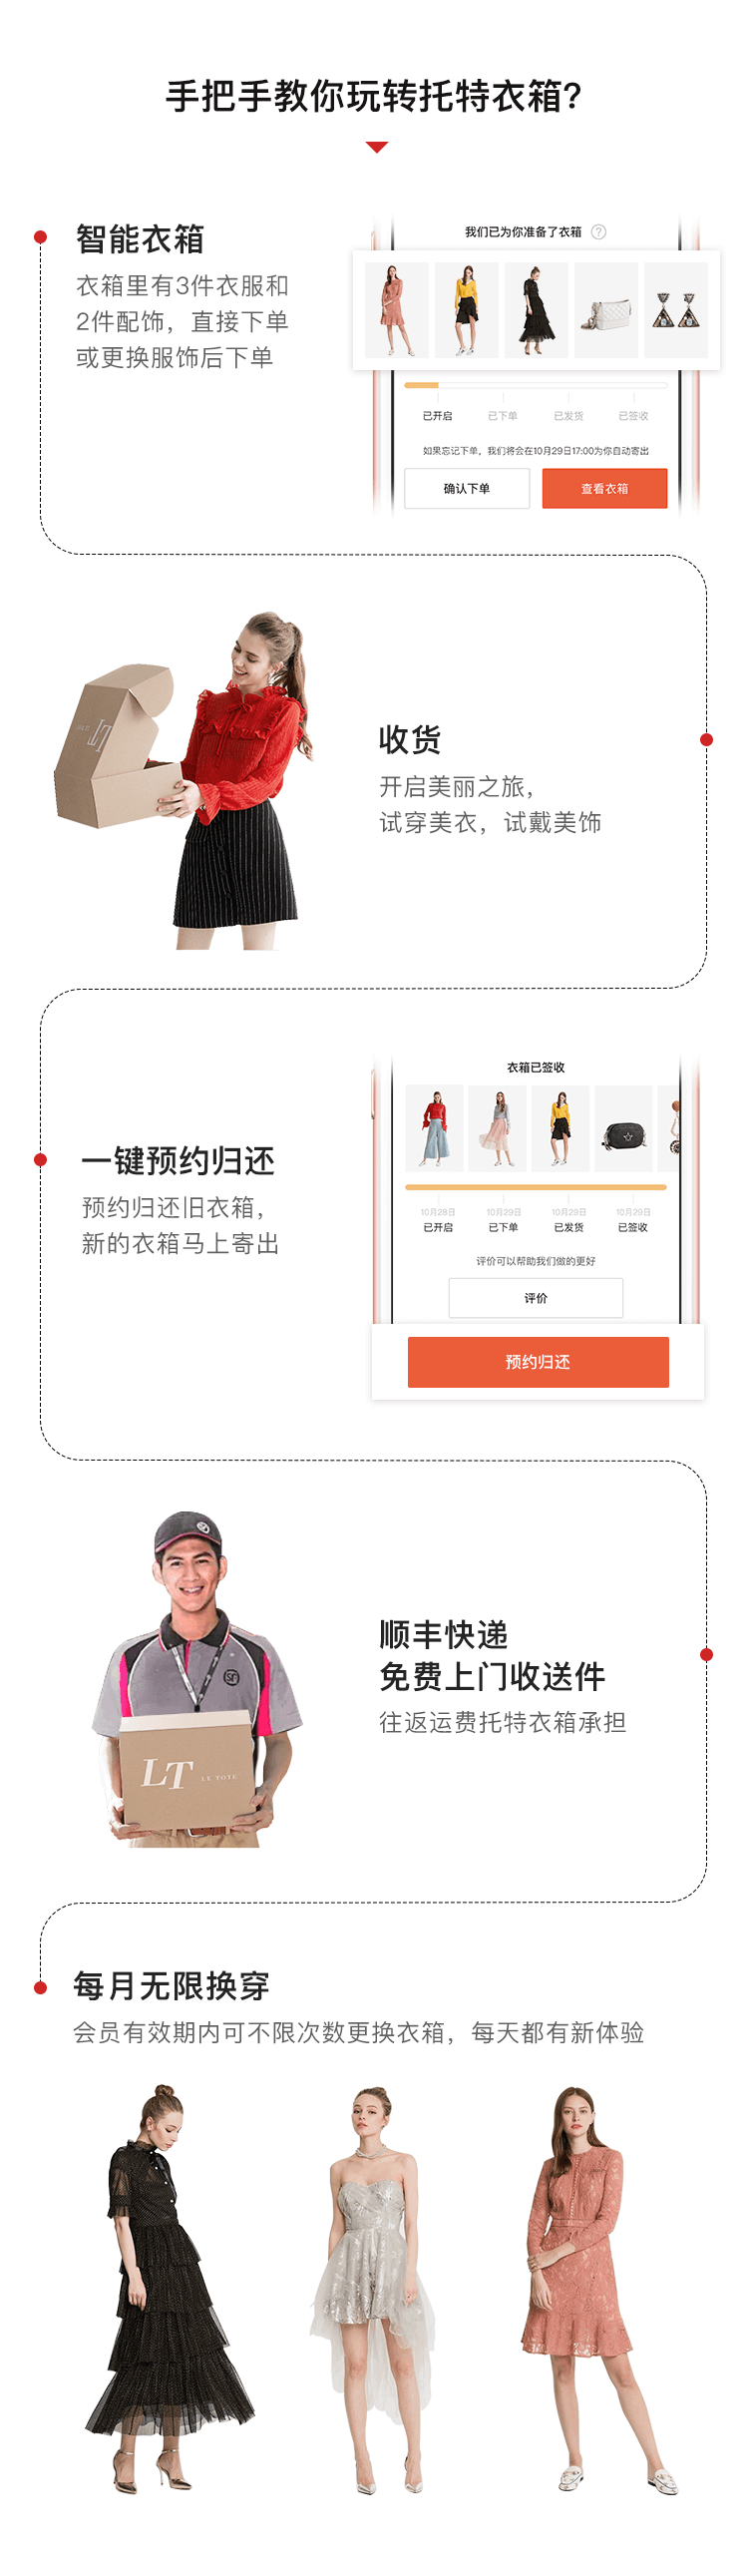 手把手教你玩转托特衣箱?
智能衣箱
衣箱里有3件衣服和
2件配饰，直接下单
或更换服饰后下单
我们已为你准备了衣箱 ?
已开启 已下单 已发货 已签收
如果忘记下单，我们将会在10月29日17:00为你自动寄出
确认下单 查看衣箱
LT
收货
开启美丽之旅，
试穿美衣，试戴美饰
衣箱已签收
一键预约归还
预约归还旧衣箱，
新的衣箱马上寄出
10月28日 10月29日 10月29日 10月29日
已开启 已下单 已发货 已签收
评价可以帮助我们做的更好
评价
预约归还
顺丰快递
免费上门收送件
往返运费托特衣箱承担
SF
LT LE TOTE
每月无限换穿
会员有效期内可不限次数更换衣箱，每天都有新体验